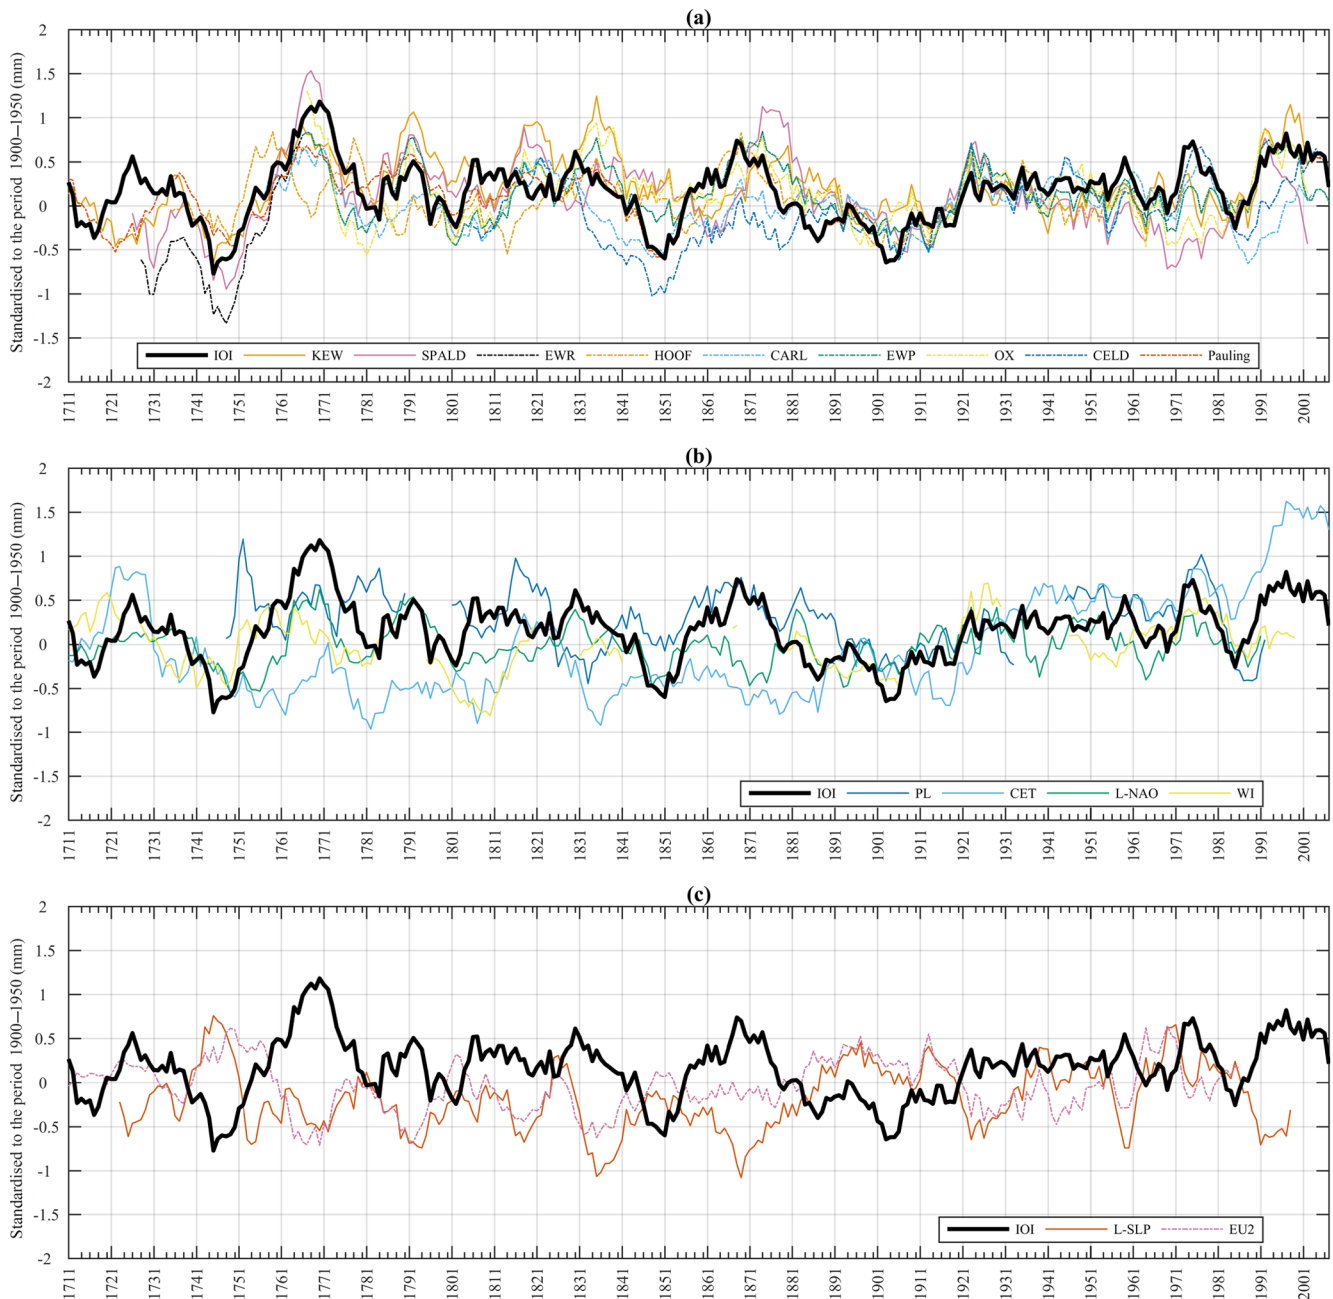 (a)
Standardised to the period 1900–1950 (mm)
2
1.5
1
0.5
0
-0.5
-1
-1.5
-2
IOI KEW SPALD EWR HOOF CARL EWP OX CELD Pauling
1711 1721 1731 1741 1751 1761 1771 1781 1791 1801 1811 1821 1831 1841 1851 1861 1871 1881 1891 1901 1911 1921 1931 1941 1951 1961 1971 1981 1991 2001
(b)
Standardised to the period 1900–1950 (mm)
2
1.5
1
0.5
0
-0.5
-1
-1.5
-2
IOI PL CET L-NAO WI
1711 1721 1731 1741 1751 1761 1771 1781 1791 1801 1811 1821 1831 1841 1851 1861 1871 1881 1891 1901 1911 1921 1931 1941 1951 1961 1971 1981 1991 2001
(c)
Standardised to the period 1900–1950 (mm)
2
1.5
1
0.5
0
-0.5
-1
-1.5
-2
IOI L-SLP EU2
1711 1721 1731 1741 1751 1761 1771 1781 1791 1801 1811 1821 1831 1841 1851 1861 1871 1881 1891 1901 1911 1921 1931 1941 1951 1961 1971 1981 1991 2001